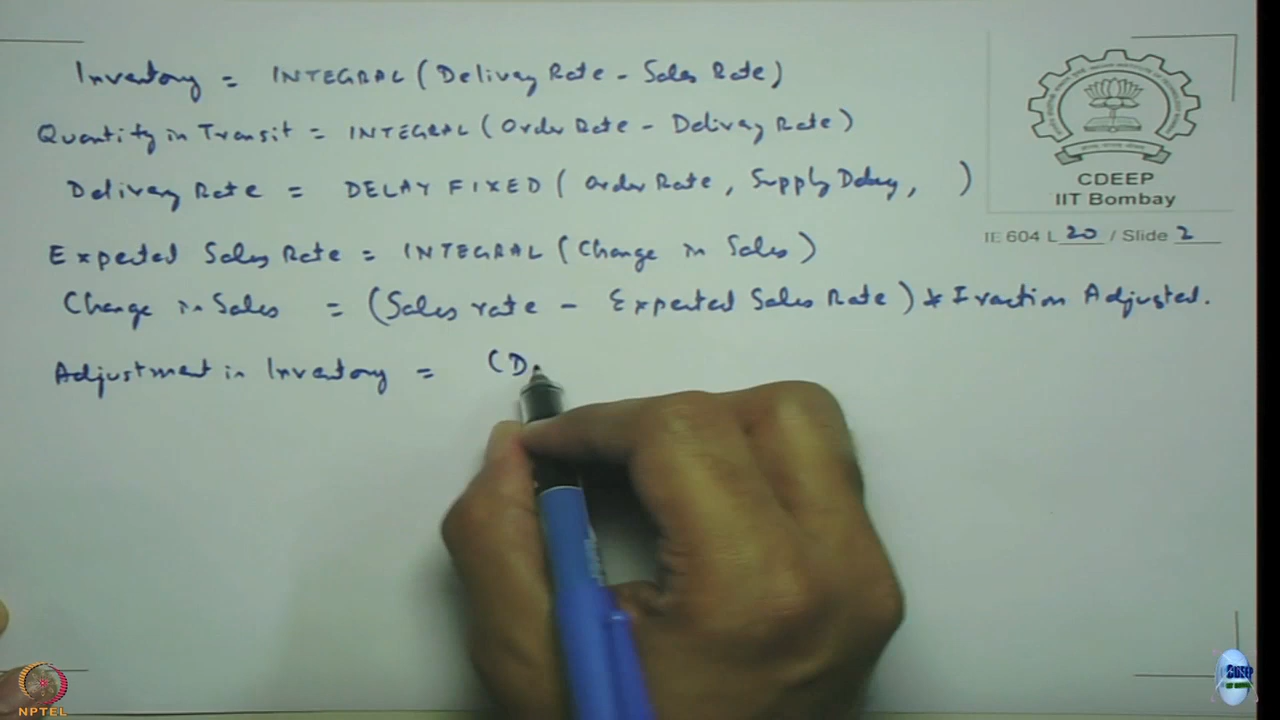 Inventory = INTEGRAL (Delivery Rate - Sales Rate)
Quantity in Transit = INTEGRAL (Order Rate - Delivery Rate)
Delivery Rate = DELAY FIXED ( Order Rate, Supply Delay, )
Expected Sales Rate = INTEGRAL (Change in Sales)
Change in Sales = (Sales rate - Expected Sales Rate) * Fraction Adjusted.
Adjustment in Inventory = (D
CDEEP
IIT Bombay
IE 604 L 20 / Slide 2
NPTEL
CDEEP